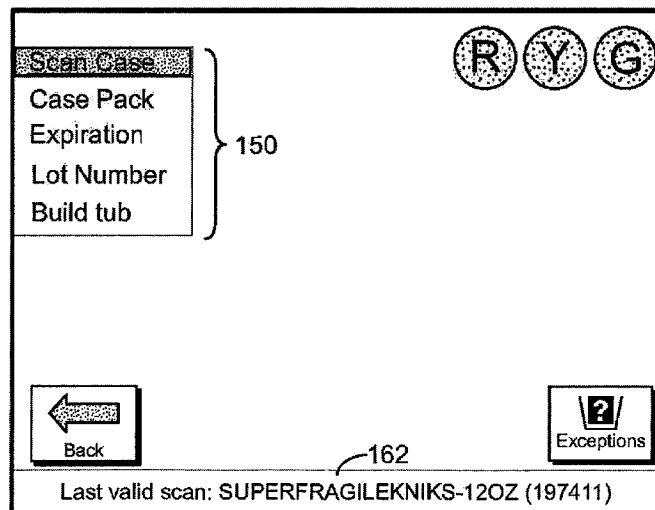 Scan Case
R Y G
Case Pack
Expiration
150
Lot Number
Build tub
?
Back
Exceptions
162
Last valid scan: SUPERFRAGILEKNIKS-12OZ (197411)